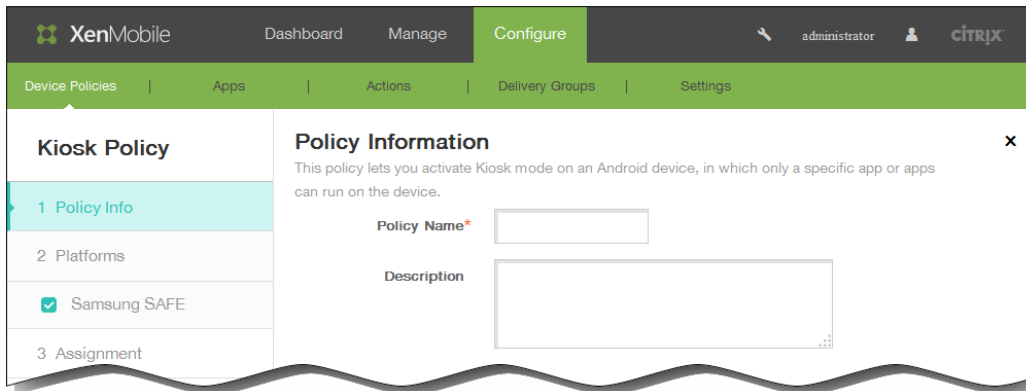 XenMobile Dashboard Manage Configure administrator CITRIX
Device Policies | Apps | Actions | Delivery Groups | Settings
Kiosk Policy
1 Policy Info
2 Platforms
Samsung SAFE
3 Assignment
Policy Information
This policy lets you activate Kiosk mode on an Android device, in which only a specific app or apps
can run on the device.
Policy Name*
Description